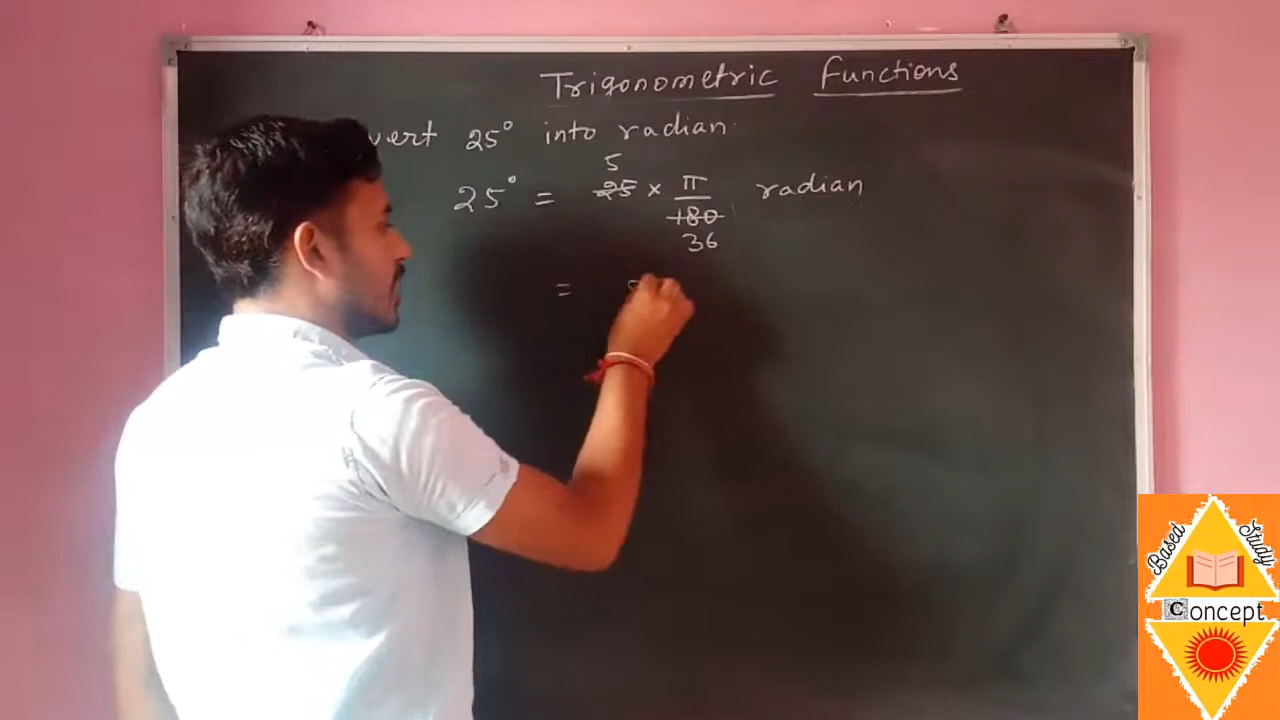 Trigonometric Functions
vert 25° into radian
5
25° = 25 × π/180 radian
36
=
Based Study
Concept